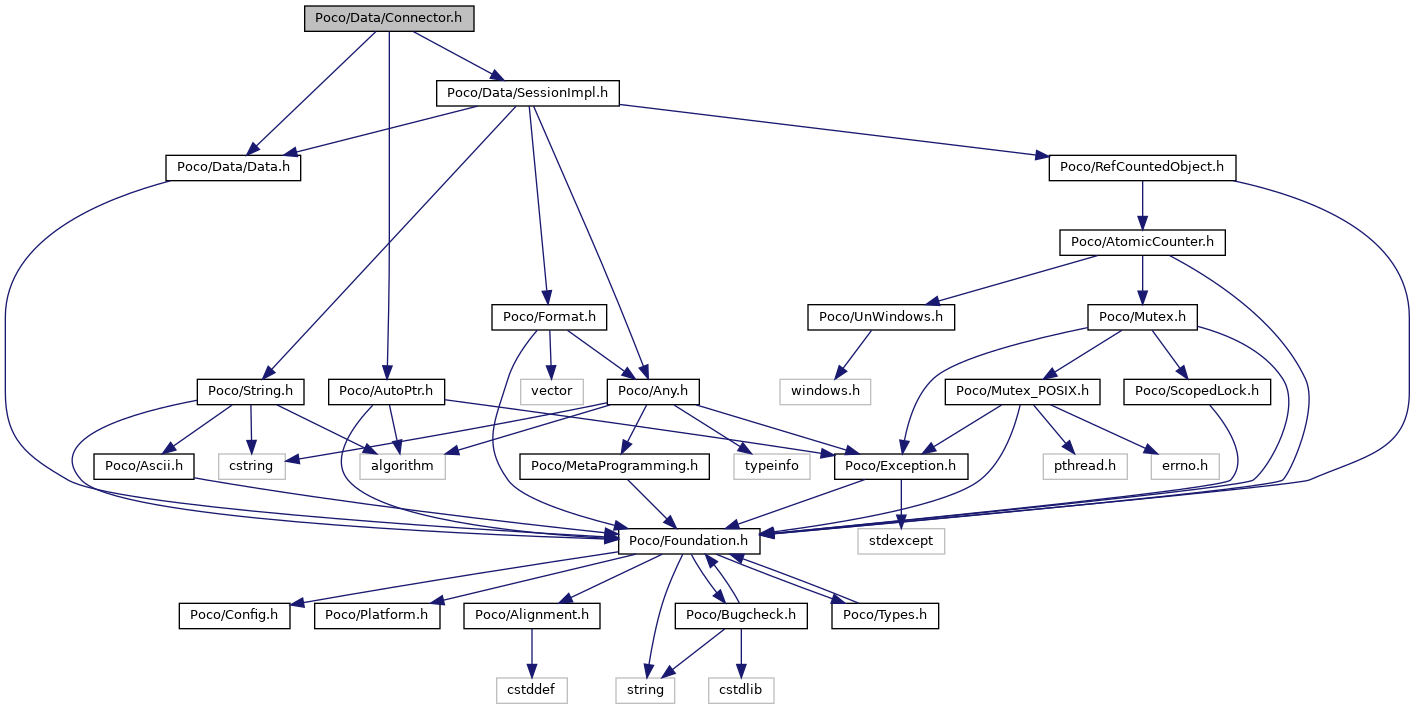 Poco/Data/Connector.h
Poco/Data/SessionImpl.h
Poco/Data/Data.h
Poco/RefCountedObject.h
Poco/AtomicCounter.h
Poco/Format.h
Poco/UnWindows.h
Poco/Mutex.h
Poco/String.h
Poco/AutoPtr.h
vector
Poco/Any.h
windows.h
Poco/Mutex_POSIX.h
Poco/ScopedLock.h
Poco/Ascii.h
cstring
algorithm
Poco/MetaProgramming.h
typeinfo
Poco/Exception.h
pthread.h
errno.h
Poco/Foundation.h
stdexcept
Poco/Config.h
Poco/Platform.h
Poco/Alignment.h
Poco/Bugcheck.h
Poco/Types.h
cstddef
string
cstdlib